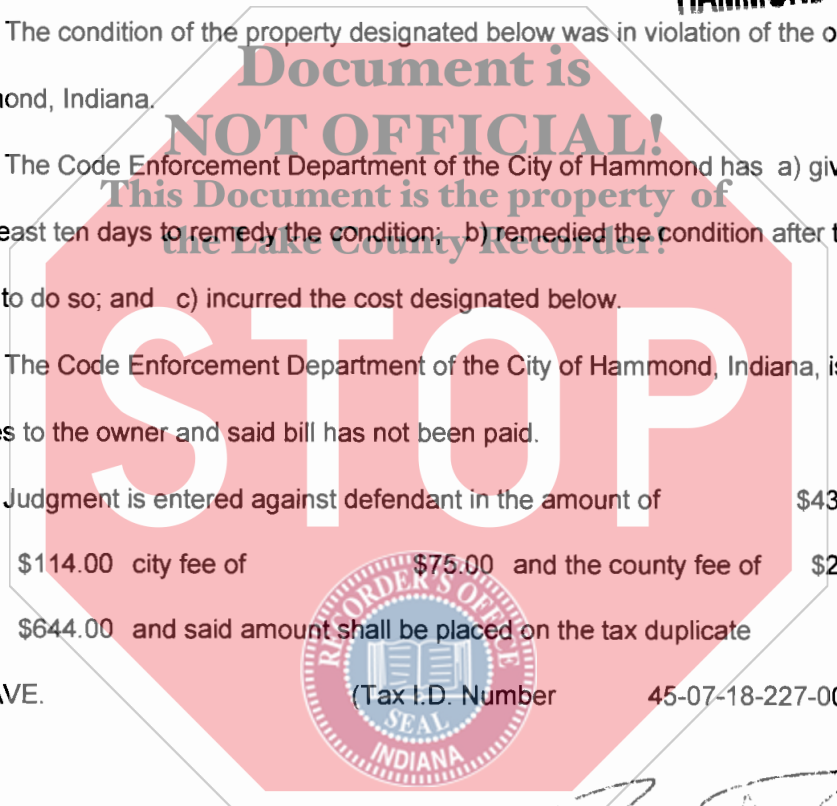 The condition of the property designated below was in violation of the o
Document is
ond, Indiana.
NOT OFFICIAL!
The Code Enforcement Department of the City of Hammond has a) giv
This Document is the property of
east ten days to remedy the condition; b) remedied the condition after t
the Lake County Recorder!
to do so; and c) incurred the cost designated below.
STOP
The Code Enforcement Department of the City of Hammond, Indiana, is
s to the owner and said bill has not been paid.
Judgment is entered against defendant in the amount of $43
$114.00 city fee of $75.00 and the county fee of $2
RECORDER'S OFFICE
$644.00 and said amount shall be placed on the tax duplicate
AVE. (Tax I.D. Number 45-07-18-227-00
SEAL
INDIANA